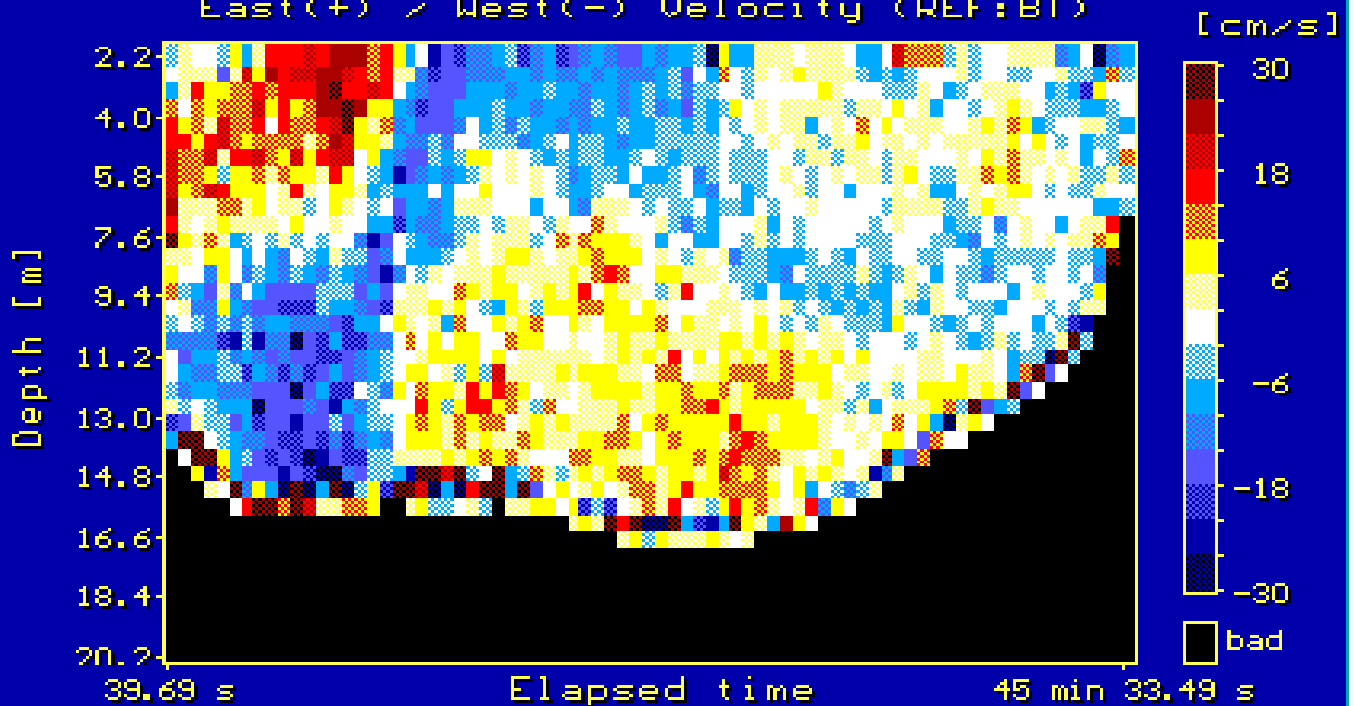 East(+) / West(-) Velocity (REF:BT)
[cm/s]
2.2
4.0
5.8
7.6
9.4
11.2
13.0
14.8
16.6
18.4
20.2
Depth [m]
30
18
6
-6
-18
-30
bad
39.69 s
Elapsed time
45 min 33.49 s